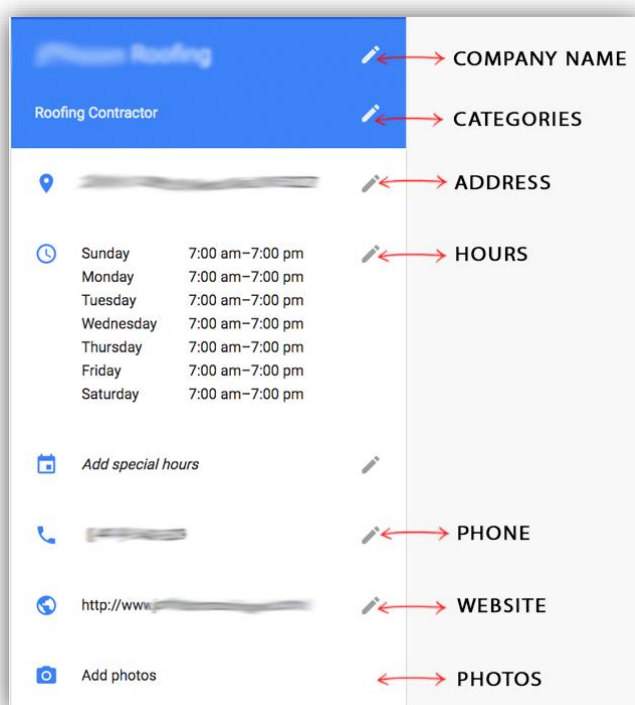 Roofing
COMPANY NAME
Roofing Contractor
CATEGORIES
ADDRESS
Sunday 7:00 am–7:00 pm
HOURS
Monday 7:00 am–7:00 pm
Tuesday 7:00 am–7:00 pm
Wednesday 7:00 am–7:00 pm
Thursday 7:00 am–7:00 pm
Friday 7:00 am–7:00 pm
Saturday 7:00 am–7:00 pm
Add special hours
PHONE
http://www.
WEBSITE
Add photos
PHOTOS